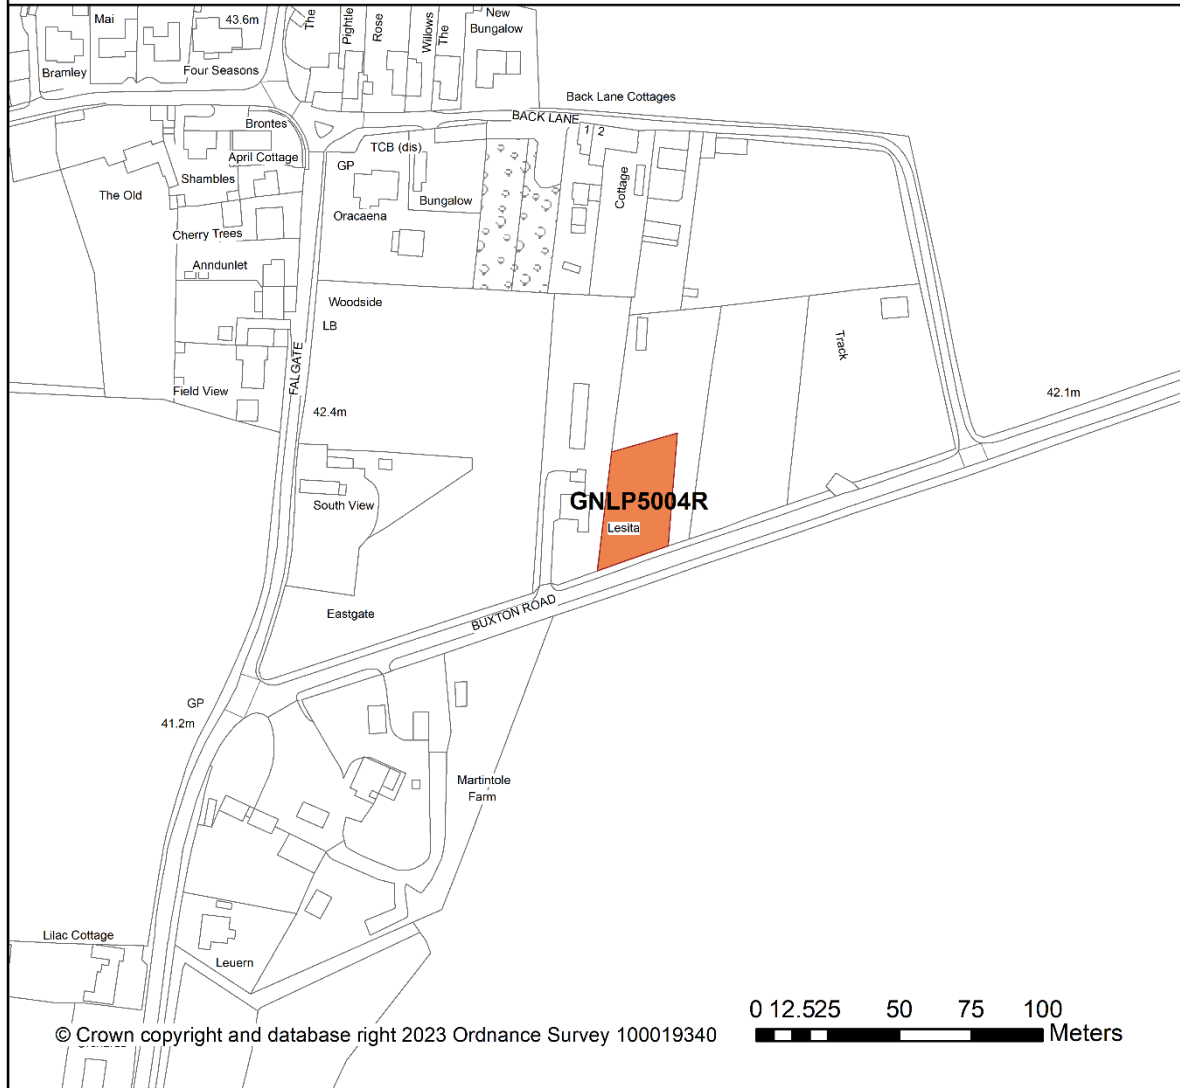 Mai
43.6m
The
Pightle
Rose
Willows
The
New
Bungalow
Bramley
Four Seasons
Back Lane Cottages
BACK LANE
1 2
Brontes
TCB (dis)
April Cottage
GP
Shambles
The Old
Bungalow
Cottage
Oracaena
Cherry Trees
Anndunlet
Woodside
LB
Track
FALGATE
Field View
42.4m
42.1m
GNLP5004R
South View
Lesita
Eastgate
BUXTON ROAD
GP
41.2m
Martintole
Farm
Lilac Cottage
Leuern
0 12.525 50 75 100
Meters
© Crown copyright and database right 2023 Ordnance Survey 100019340